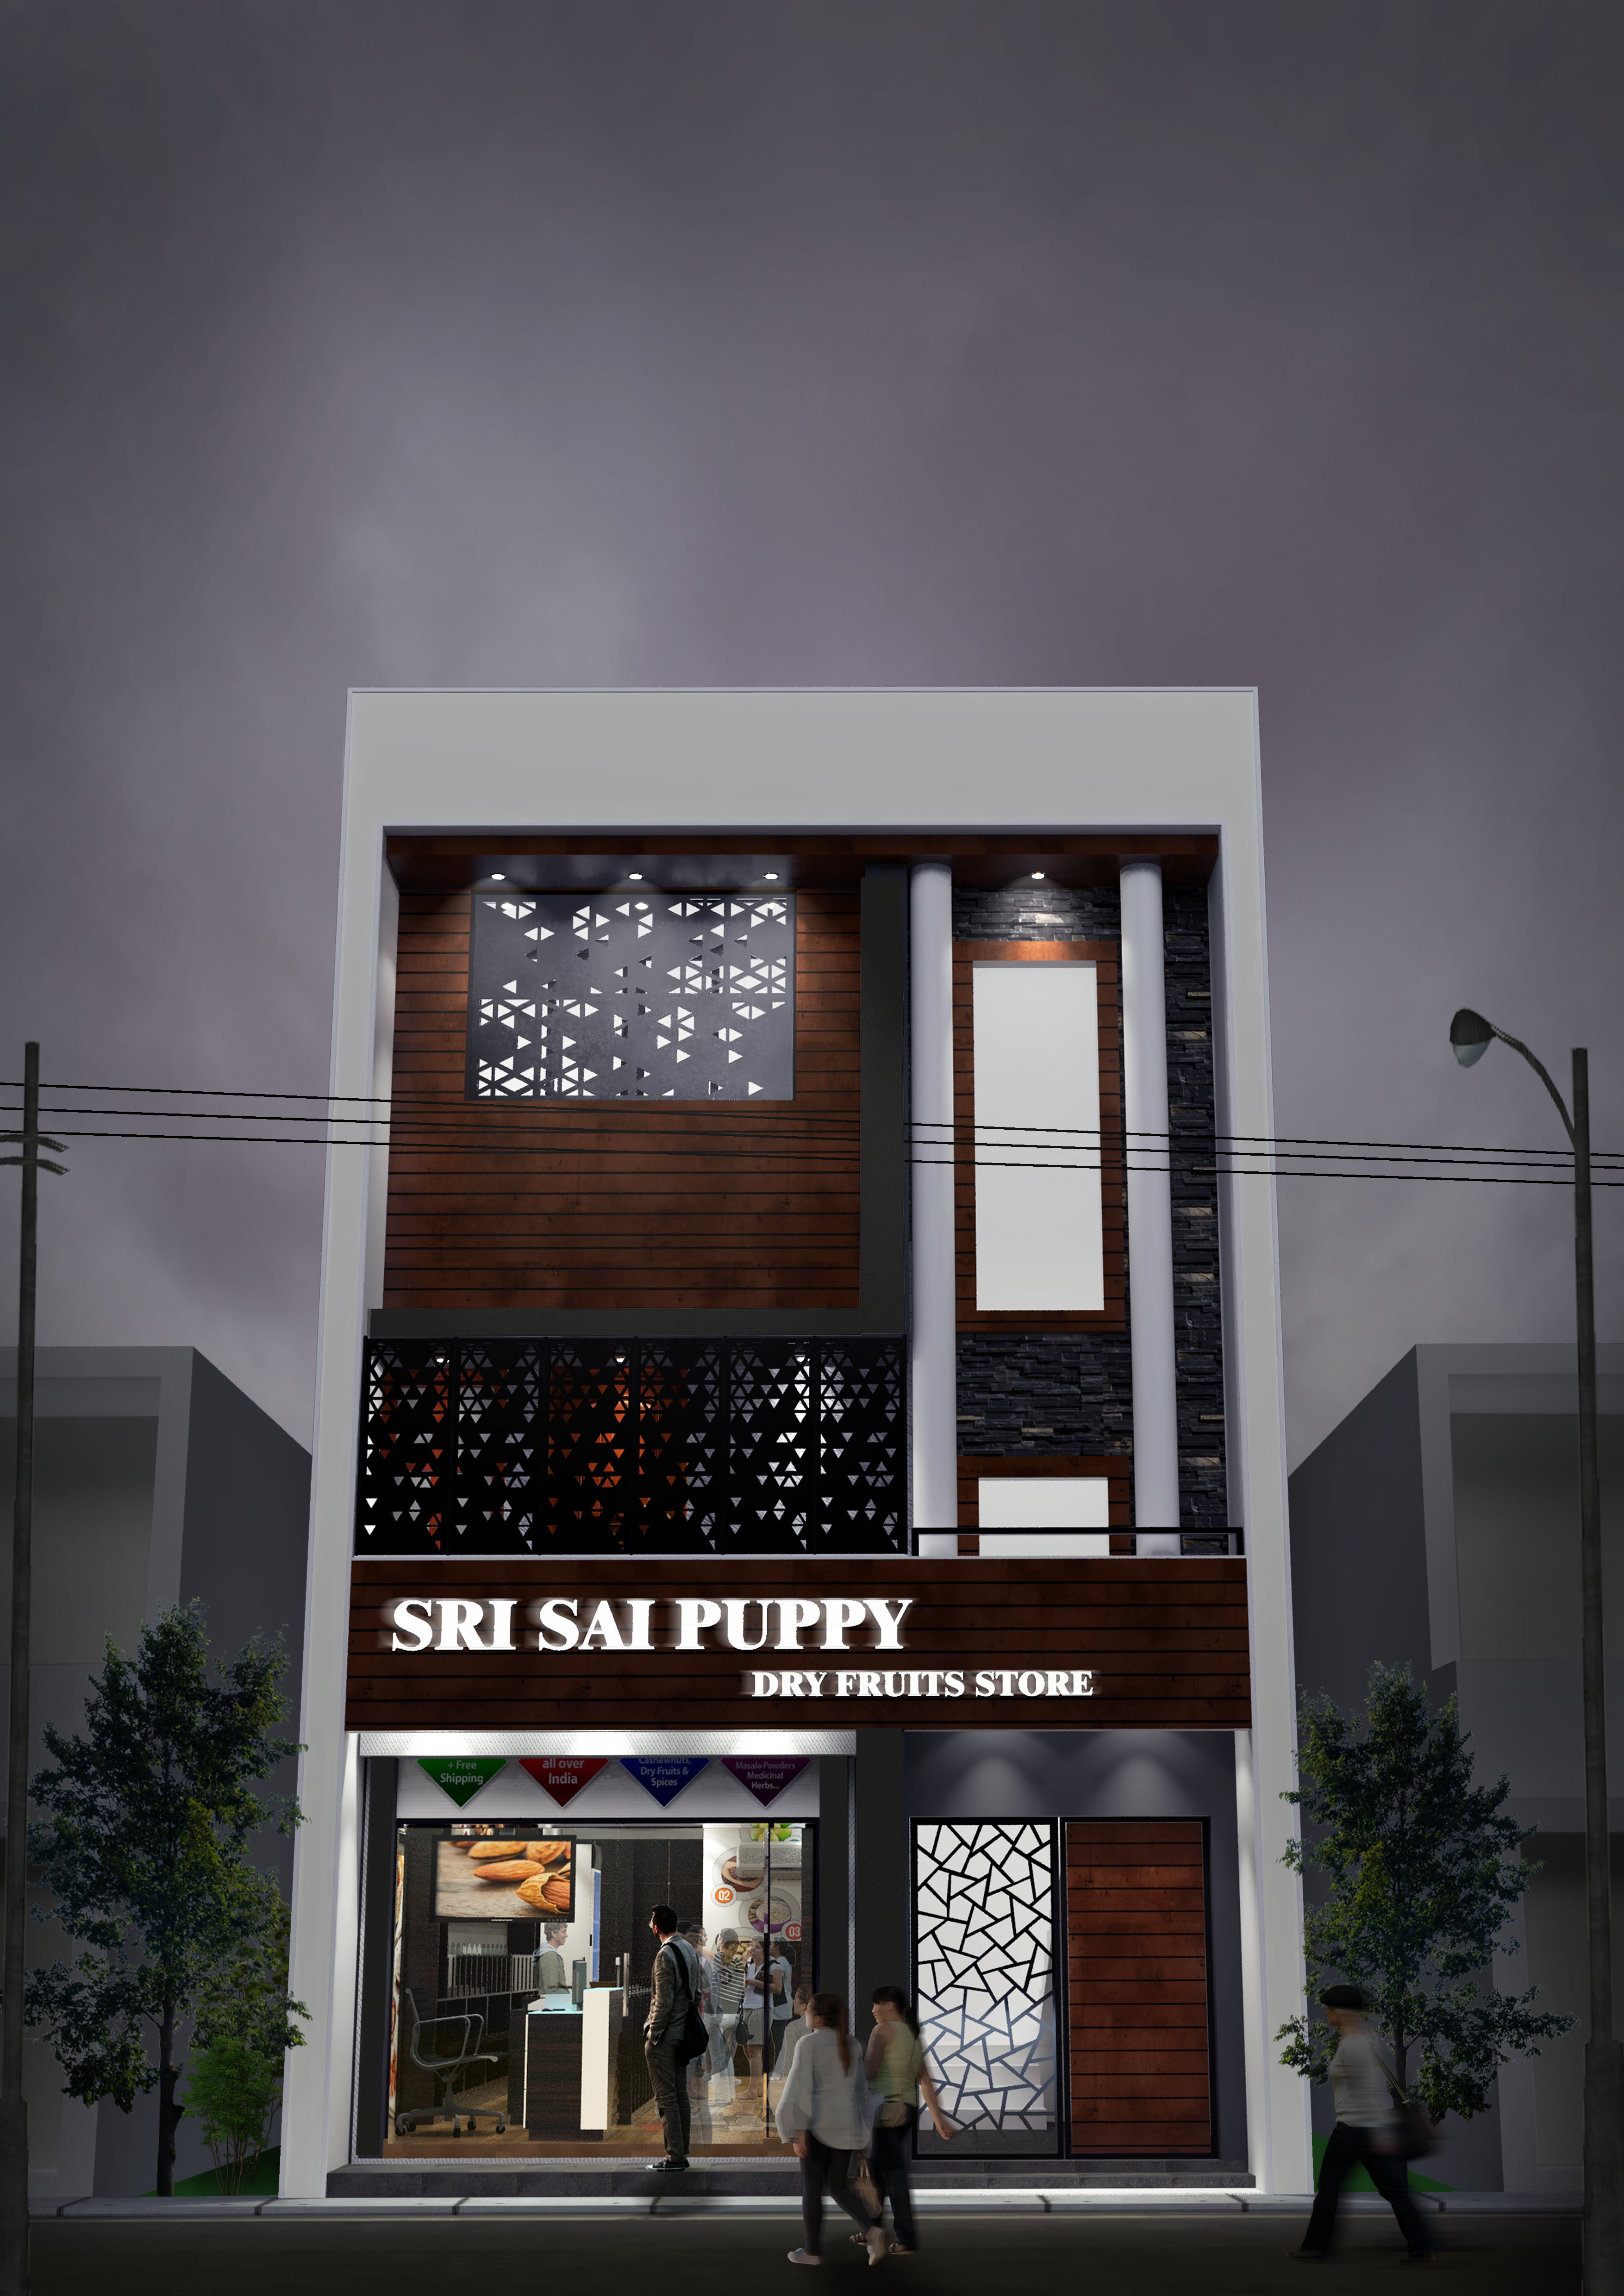 SRI SAI PUPPY
DRY FRUITS STORE
+ Free
Shipping
all over
India
Cashewnuts,
Dry Fruits &
Spices
Masala Powders
Medicinal
Herbs...
02
03